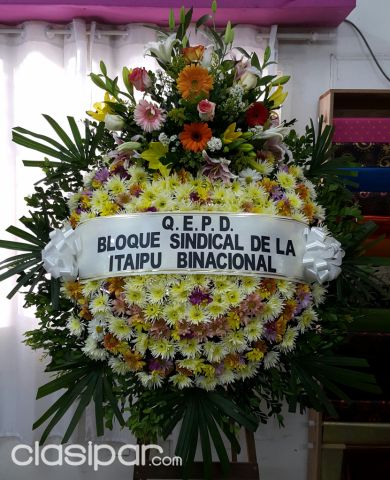 Q.E.P.D.
BLOQUE SINDICAL DE LA
ITAIPU BINACIONAL
clasipar.com